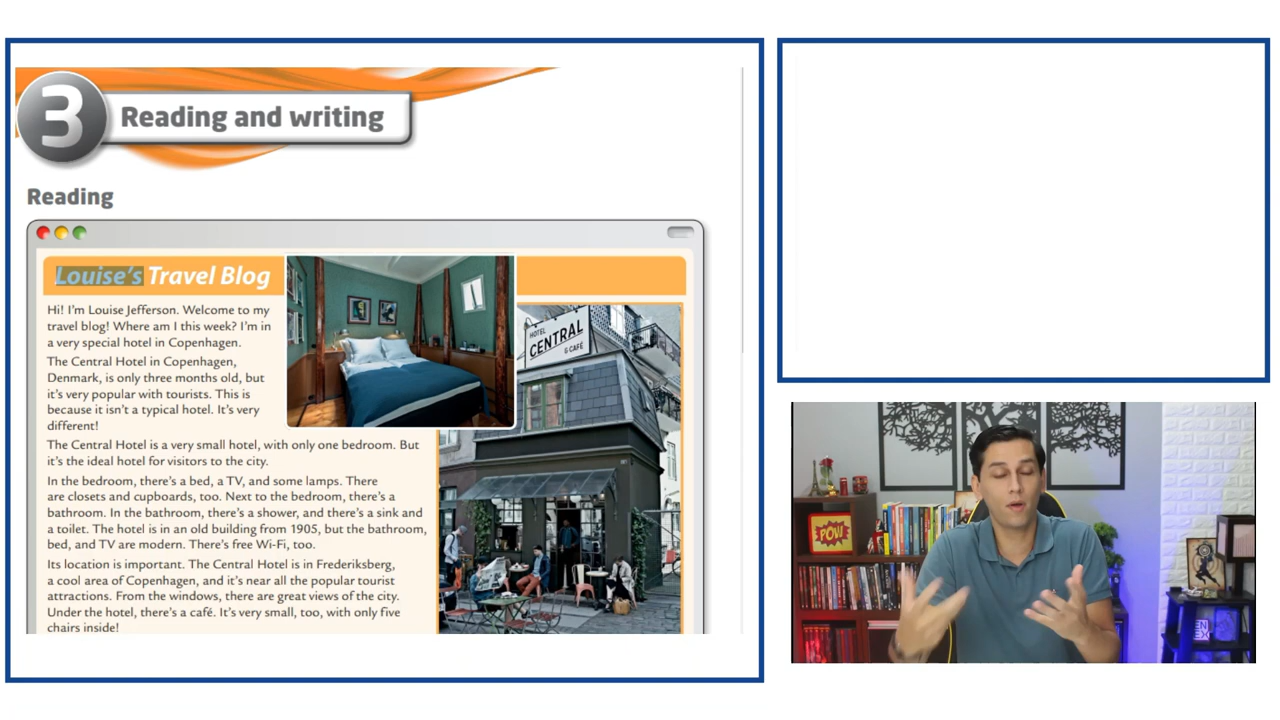 3
Reading and writing
Reading
Louise's Travel Blog
Hi! I'm Louise Jefferson. Welcome to my
travel blog! Where am I this week? I'm in
a very special hotel in Copenhagen.
The Central Hotel in Copenhagen,
Denmark, is only three months old, but
it's very popular with tourists. This is
because it isn't a typical hotel. It's very
different!
The Central Hotel is a very small hotel, with only one bedroom. But
it's the ideal hotel for visitors to the city.
In the bedroom, there's a bed, a TV, and some lamps. There
are closets and cupboards, too. Next to the bedroom, there's a
bathroom. In the bathroom, there's a shower, and there's a sink and
a toilet. The hotel is in an old building from 1905, but the bathroom,
bed, and TV are modern. There's free Wi-Fi, too.
Its location is important. The Central Hotel is in Frederiksberg,
a cool area of Copenhagen, and it's near all the popular tourist
attractions. From the windows, there are great views of the city.
Under the hotel, there's a café. It's very small, too, with only five
chairs inside!
HOTEL
CENTRAL
& CAFÉ
POW!